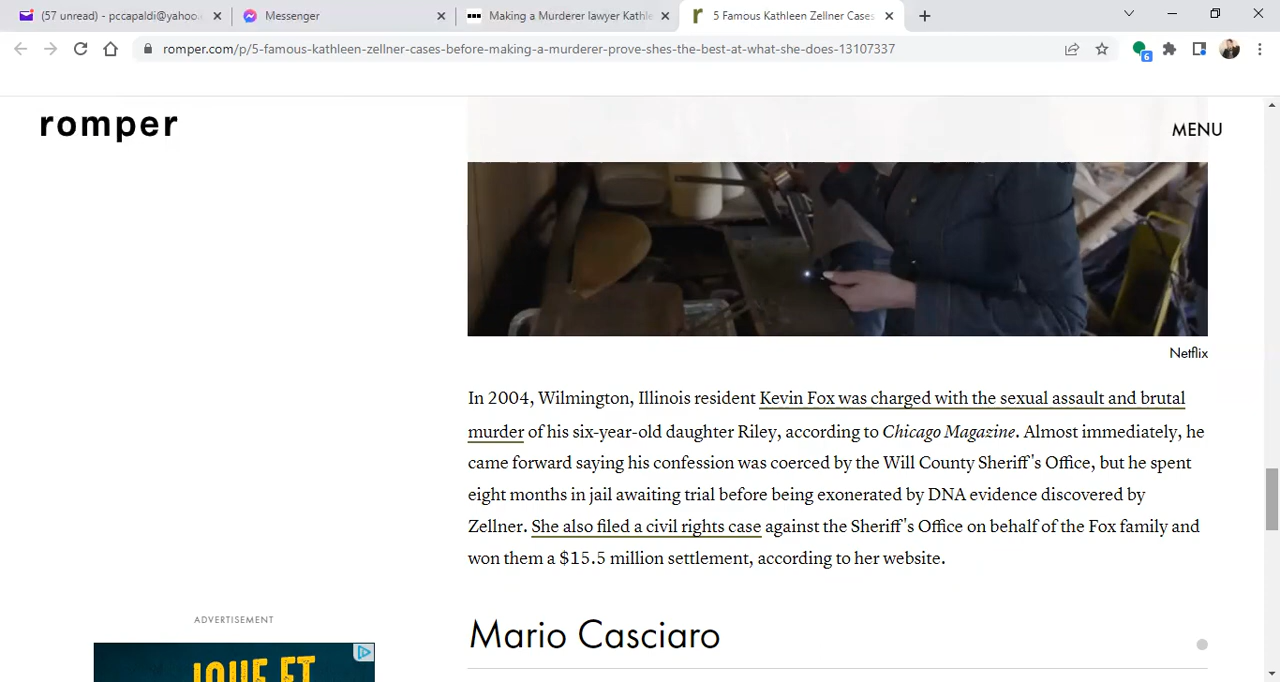 (57 unread) - pccapaldi@yahoo
Messenger
Making a Murderer lawyer Kathle
5 Famous Kathleen Zellner Cases
romper.com/p/5-famous-kathleen-zellner-cases-before-making-a-murderer-prove-shes-the-best-at-what-she-does-13107337
6
romper
MENU
Netflix
In 2004, Wilmington, Illinois resident Kevin Fox was charged with the sexual assault and brutal
murder of his six-year-old daughter Riley, according to Chicago Magazine. Almost immediately, he
came forward saying his confession was coerced by the Will County Sheriff's Office, but he spent
eight months in jail awaiting trial before being exonerated by DNA evidence discovered by
Zellner. She also filed a civil rights case against the Sheriff's Office on behalf of the Fox family and
won them a $15.5 million settlement, according to her website.
ADVERTISEMENT
Mario Casciaro